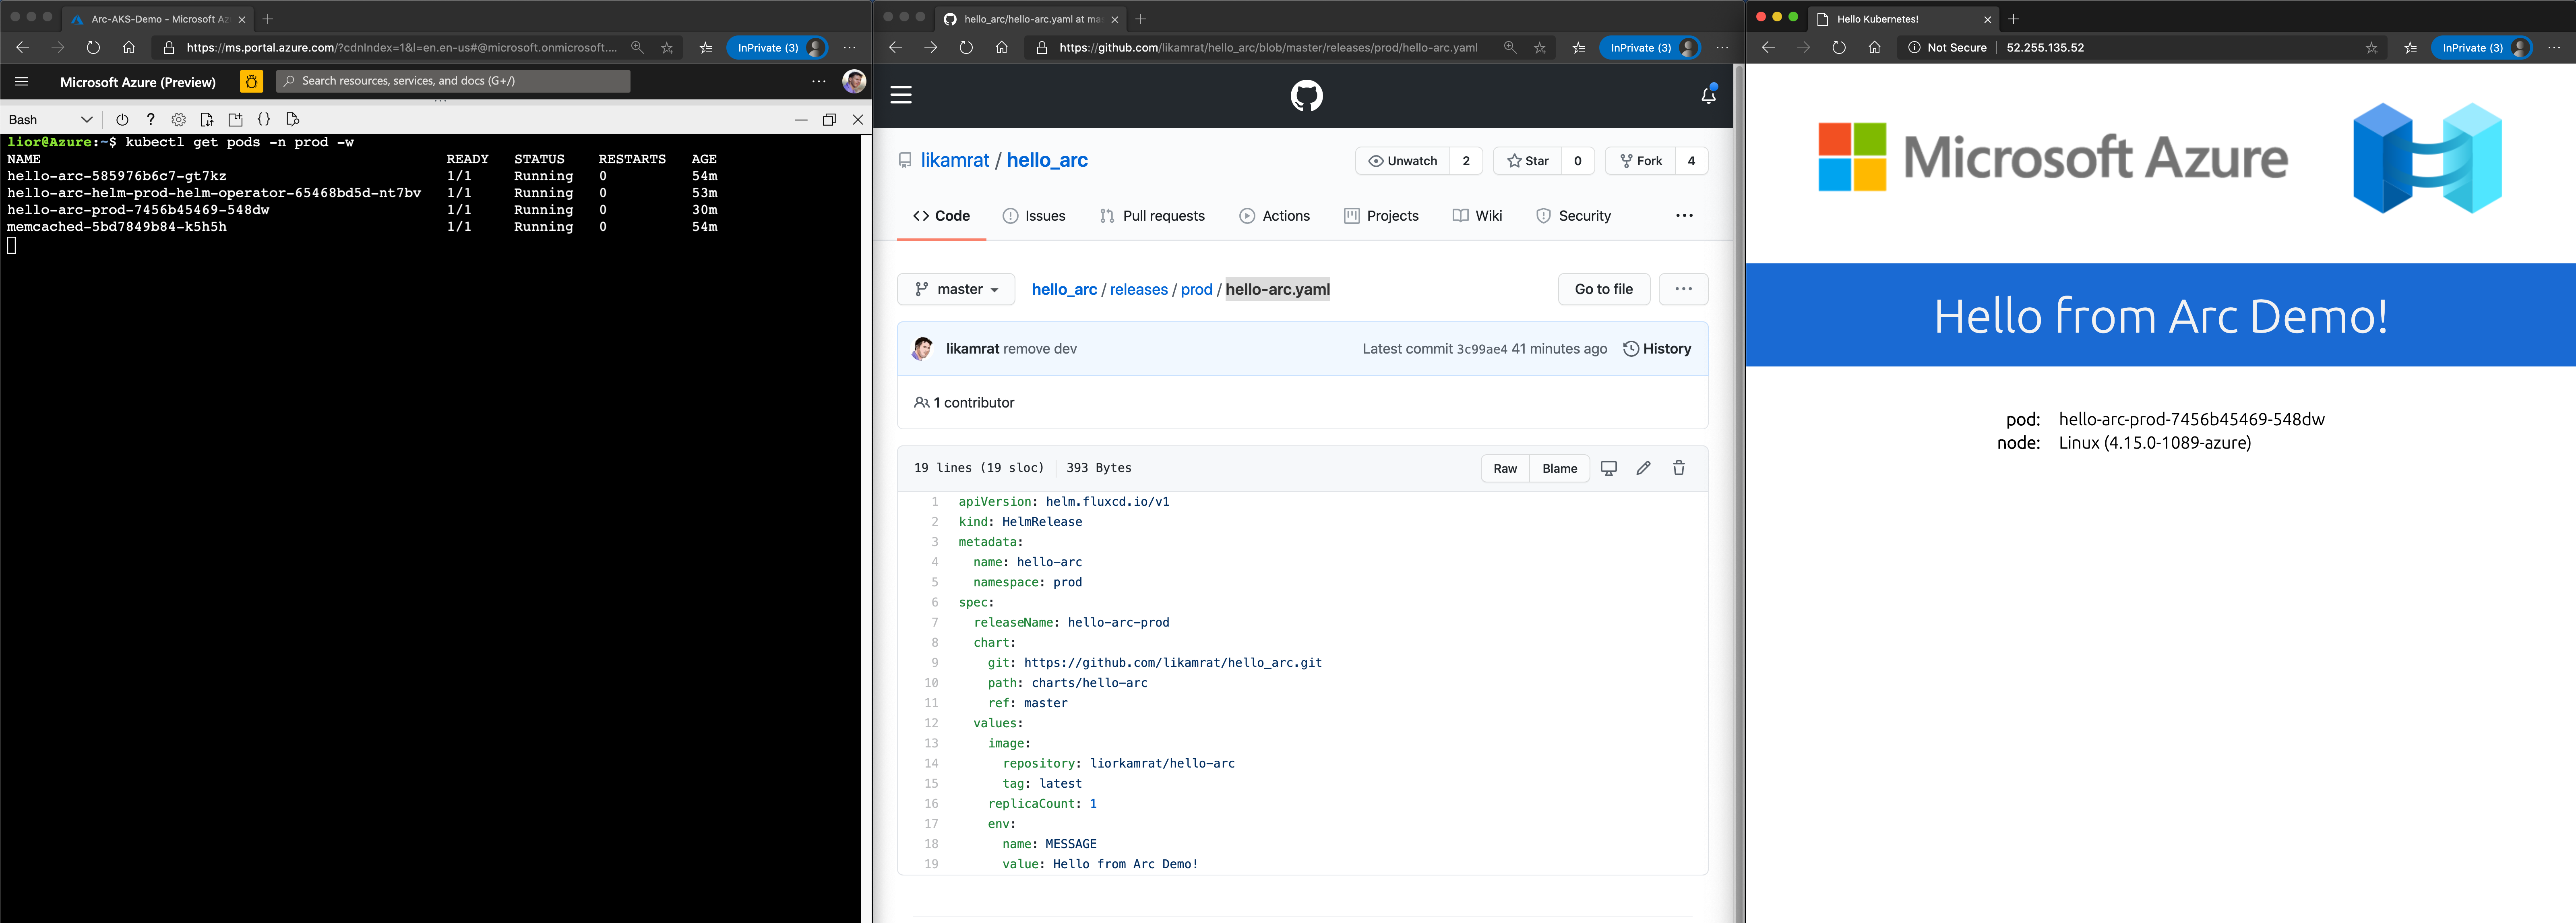 Arc-AKS-Demo - Microsoft Az
https://ms.portal.azure.com/?cdnIndex=1&l=en.en-us#@microsoft.onmicrosoft....
InPrivate (3)
Microsoft Azure (Preview)
Search resources, services, and docs (G+/)
Bash
lior@Azure:~$ kubectl get pods -n prod -w
NAME READY STATUS RESTARTS AGE
hello-arc-585976b6c7-gt7kz 1/1 Running 0 54m
hello-arc-helm-prod-helm-operator-65468bd5d-nt7bv 1/1 Running 0 53m
hello-arc-prod-7456b45469-548dw 1/1 Running 0 30m
memcached-5bd7849b84-k5h5h 1/1 Running 0 54m
hello_arc/hello-arc.yaml at mas
https://github.com/likamrat/hello_arc/blob/master/releases/prod/hello-arc.yaml
InPrivate (3)
likamrat / hello_arc
Unwatch 2 Star 0 Fork 4
Code Issues Pull requests Actions Projects Wiki Security
master hello_arc / releases / prod / hello-arc.yaml Go to file
likamrat remove dev Latest commit 3c99ae4 41 minutes ago History
1 contributor
19 lines (19 sloc) 393 Bytes Raw Blame
1 apiVersion: helm.fluxcd.io/v1
2 kind: HelmRelease
3 metadata:
4 name: hello-arc
5 namespace: prod
6 spec:
7 releaseName: hello-arc-prod
8 chart:
9 git: https://github.com/likamrat/hello_arc.git
10 path: charts/hello-arc
11 ref: master
12 values:
13 image:
14 repository: liorkamrat/hello-arc
15 tag: latest
16 replicaCount: 1
17 env:
18 name: MESSAGE
19 value: Hello from Arc Demo!
Hello Kubernetes!
Not Secure 52.255.135.52
InPrivate (3)
Microsoft Azure
Hello from Arc Demo!
pod: hello-arc-prod-7456b45469-548dw
node: Linux (4.15.0-1089-azure)